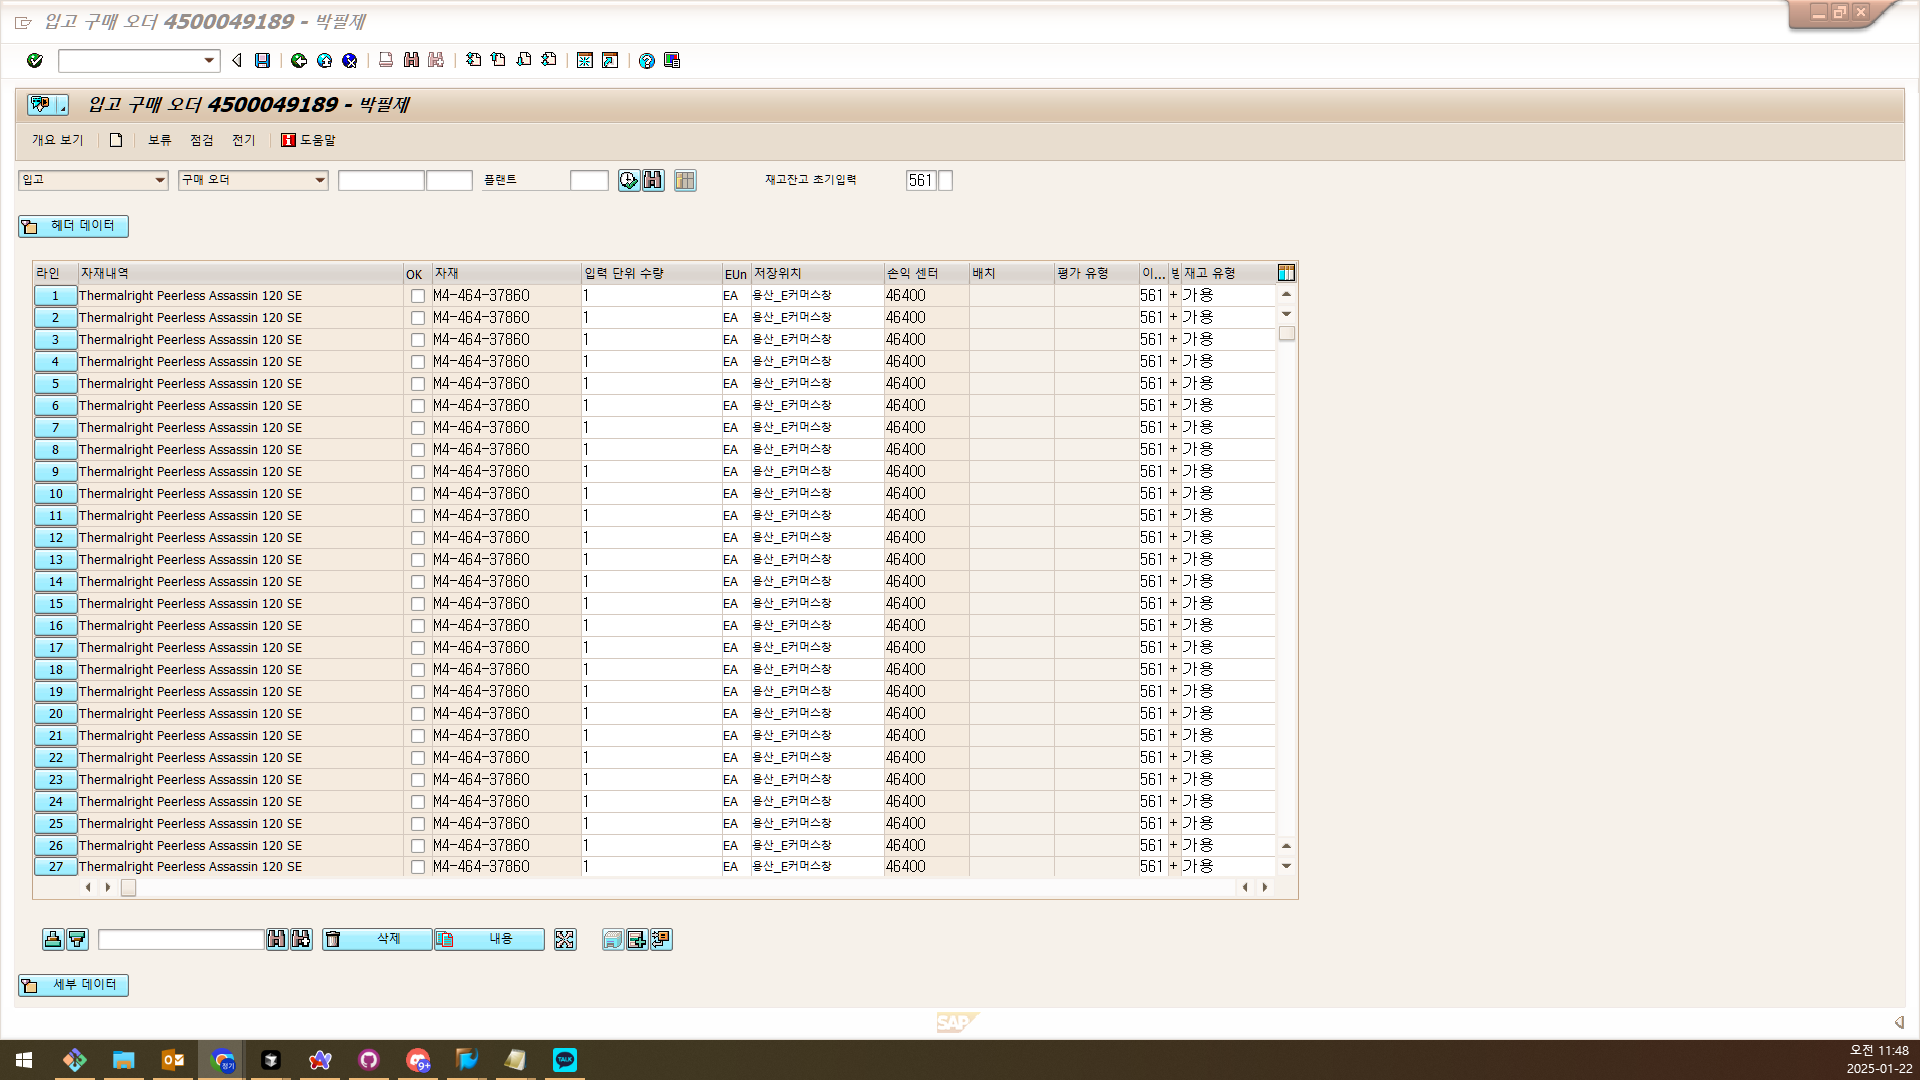 입고 구매 오더 4500049189 - 박필제
입고 구매 오더 4500049189 - 박필제
개요 보기 보류 점검 전기 도움말
입고 구매 오더 플랜트 재고잔고 초기입력 561
헤더 데이터
라인 자재내역 OK 자재 입력 단위 수량 EUn 저장위치 손익 센터 배치 평가 유형 이... 재고 유형
1 Thermalright Peerless Assassin 120 SE M4-464-37860 1 EA 용산_E커머스창 46400 561 + 가용
2 Thermalright Peerless Assassin 120 SE M4-464-37860 1 EA 용산_E커머스창 46400 561 + 가용
3 Thermalright Peerless Assassin 120 SE M4-464-37860 1 EA 용산_E커머스창 46400 561 + 가용
4 Thermalright Peerless Assassin 120 SE M4-464-37860 1 EA 용산_E커머스창 46400 561 + 가용
5 Thermalright Peerless Assassin 120 SE M4-464-37860 1 EA 용산_E커머스창 46400 561 + 가용
6 Thermalright Peerless Assassin 120 SE M4-464-37860 1 EA 용산_E커머스창 46400 561 + 가용
7 Thermalright Peerless Assassin 120 SE M4-464-37860 1 EA 용산_E커머스창 46400 561 + 가용
8 Thermalright Peerless Assassin 120 SE M4-464-37860 1 EA 용산_E커머스창 46400 561 + 가용
9 Thermalright Peerless Assassin 120 SE M4-464-37860 1 EA 용산_E커머스창 46400 561 + 가용
10 Thermalright Peerless Assassin 120 SE M4-464-37860 1 EA 용산_E커머스창 46400 561 + 가용
11 Thermalright Peerless Assassin 120 SE M4-464-37860 1 EA 용산_E커머스창 46400 561 + 가용
12 Thermalright Peerless Assassin 120 SE M4-464-37860 1 EA 용산_E커머스창 46400 561 + 가용
13 Thermalright Peerless Assassin 120 SE M4-464-37860 1 EA 용산_E커머스창 46400 561 + 가용
14 Thermalright Peerless Assassin 120 SE M4-464-37860 1 EA 용산_E커머스창 46400 561 + 가용
15 Thermalright Peerless Assassin 120 SE M4-464-37860 1 EA 용산_E커머스창 46400 561 + 가용
16 Thermalright Peerless Assassin 120 SE M4-464-37860 1 EA 용산_E커머스창 46400 561 + 가용
17 Thermalright Peerless Assassin 120 SE M4-464-37860 1 EA 용산_E커머스창 46400 561 + 가용
18 Thermalright Peerless Assassin 120 SE M4-464-37860 1 EA 용산_E커머스창 46400 561 + 가용
19 Thermalright Peerless Assassin 120 SE M4-464-37860 1 EA 용산_E커머스창 46400 561 + 가용
20 Thermalright Peerless Assassin 120 SE M4-464-37860 1 EA 용산_E커머스창 46400 561 + 가용
21 Thermalright Peerless Assassin 120 SE M4-464-37860 1 EA 용산_E커머스창 46400 561 + 가용
22 Thermalright Peerless Assassin 120 SE M4-464-37860 1 EA 용산_E커머스창 46400 561 + 가용
23 Thermalright Peerless Assassin 120 SE M4-464-37860 1 EA 용산_E커머스창 46400 561 + 가용
24 Thermalright Peerless Assassin 120 SE M4-464-37860 1 EA 용산_E커머스창 46400 561 + 가용
25 Thermalright Peerless Assassin 120 SE M4-464-37860 1 EA 용산_E커머스창 46400 561 + 가용
26 Thermalright Peerless Assassin 120 SE M4-464-37860 1 EA 용산_E커머스창 46400 561 + 가용
27 Thermalright Peerless Assassin 120 SE M4-464-37860 1 EA 용산_E커머스창 46400 561 + 가용
삭제 내용
세부 데이터
SAP
9+
TALK
오전 11:48
2025-01-22